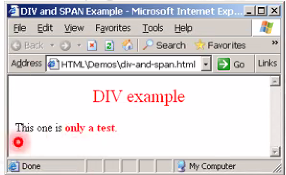 DIV and SPAN Example - Microsoft Internet Exp...
File Edit View Favorites Tools Help
Back Search Favorites »
Address HTML\Demos\div-and-span.html Go Links
DIV example
This one is only a test.
Done My Computer